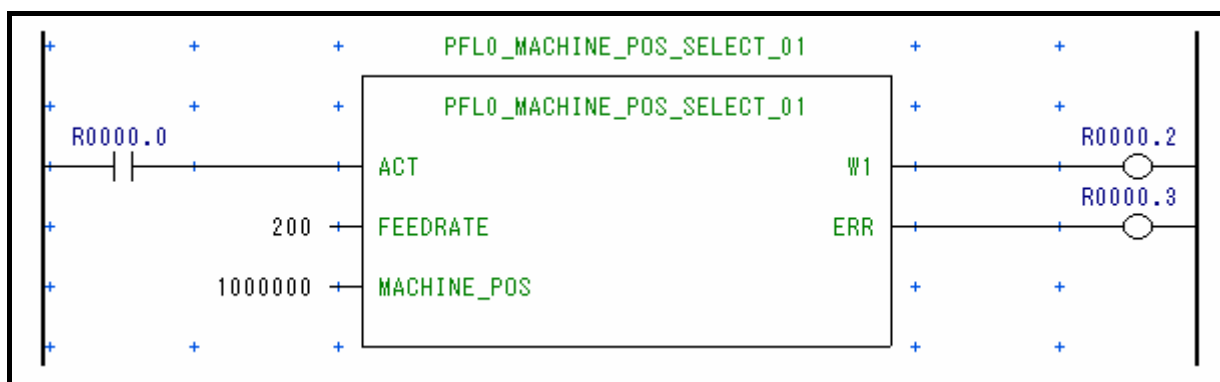 PFL0_MACHINE_POS_SELECT_01
PFL0_MACHINE_POS_SELECT_01
R0000.0 R0000.2
ACT W1
R0000.3
200 FEEDRATE ERR
1000000 MACHINE_POS